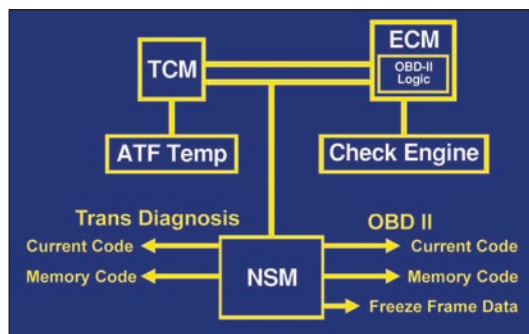 TCM
ECM
OBD-II
Logic
ATF Temp
Check Engine
Trans Diagnosis
OBD II
Current Code
Current Code
Memory Code
NSM
Memory Code
Freeze Frame Data